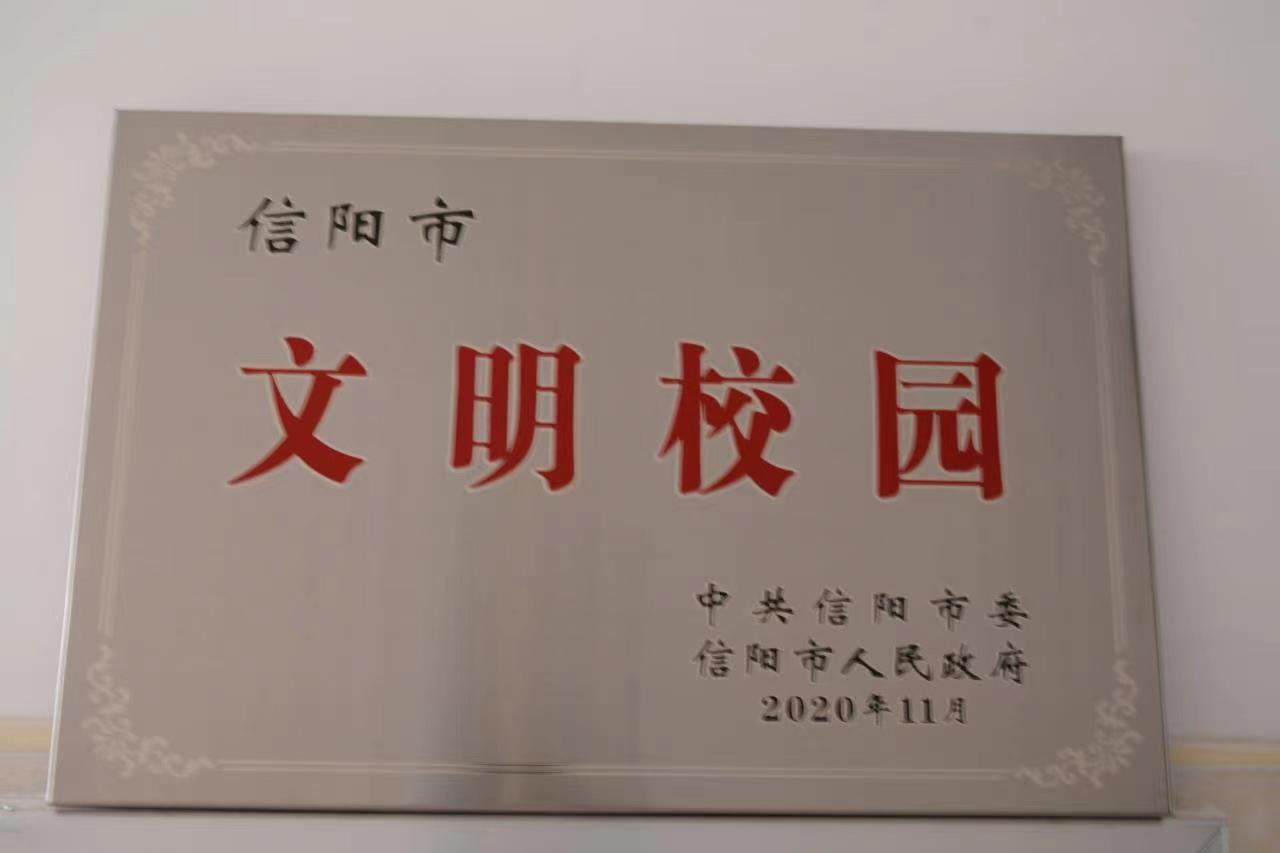 信阳市
文明校园
中共信阳市委
信阳市人民政府
2020年11月